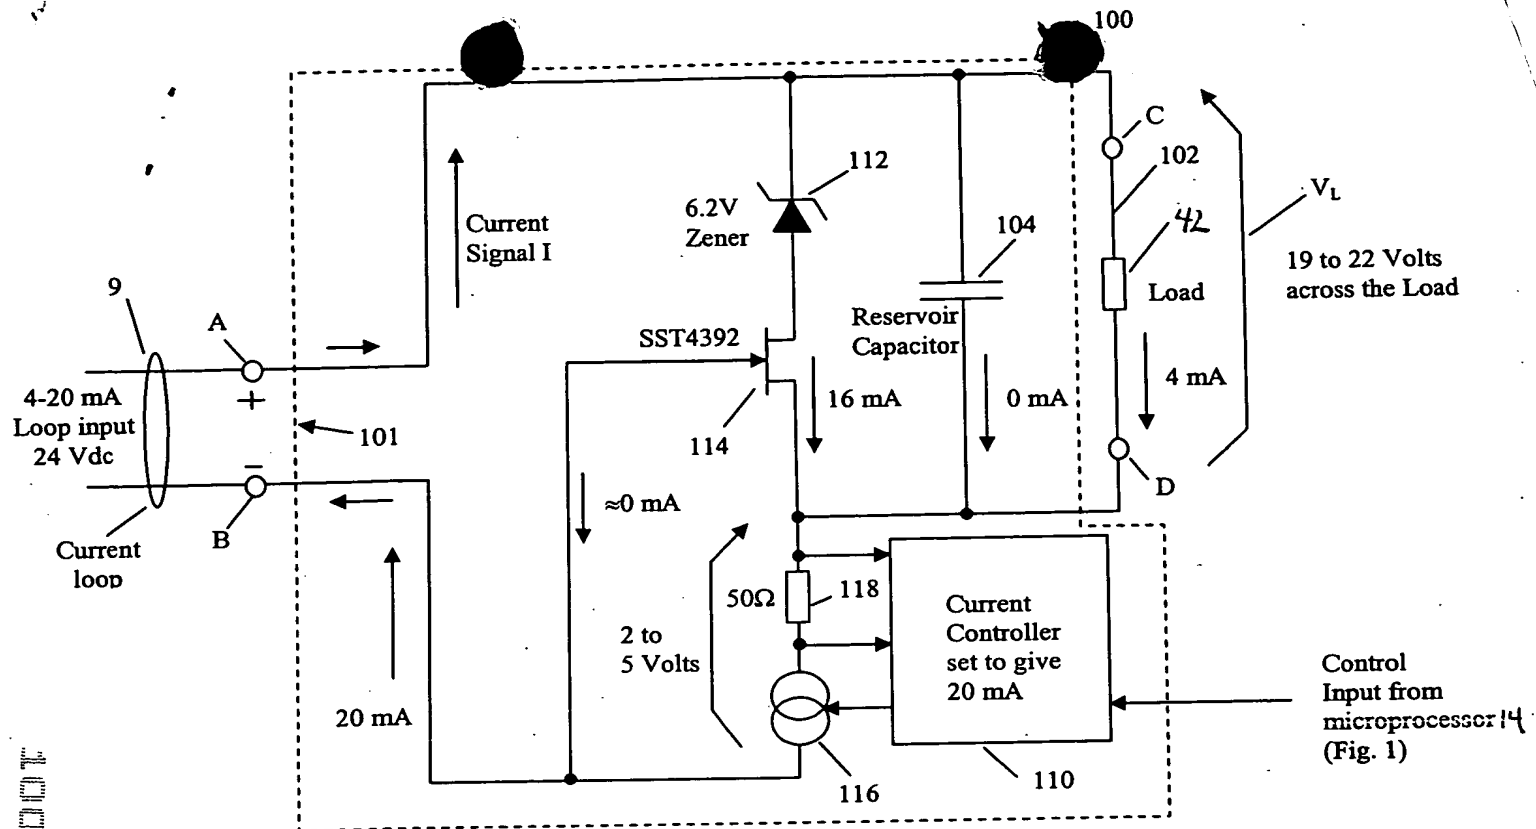 100
C
102
V_L
42
112
6.2V
Zener
104
Current
Signal I
19 to 22 Volts
across the Load
Load
9
A
SST4392
Reservoir
Capacitor
4-20 mA
Loop input
24 Vdc
+
101
114
16 mA
0 mA
4 mA
−
B
≈0 mA
D
Current
loop
50Ω
118
2 to
5 Volts
Current
Controller
set to give
20 mA
20 mA
Control
Input from
microprocessor 14
(Fig. 1)
116
110